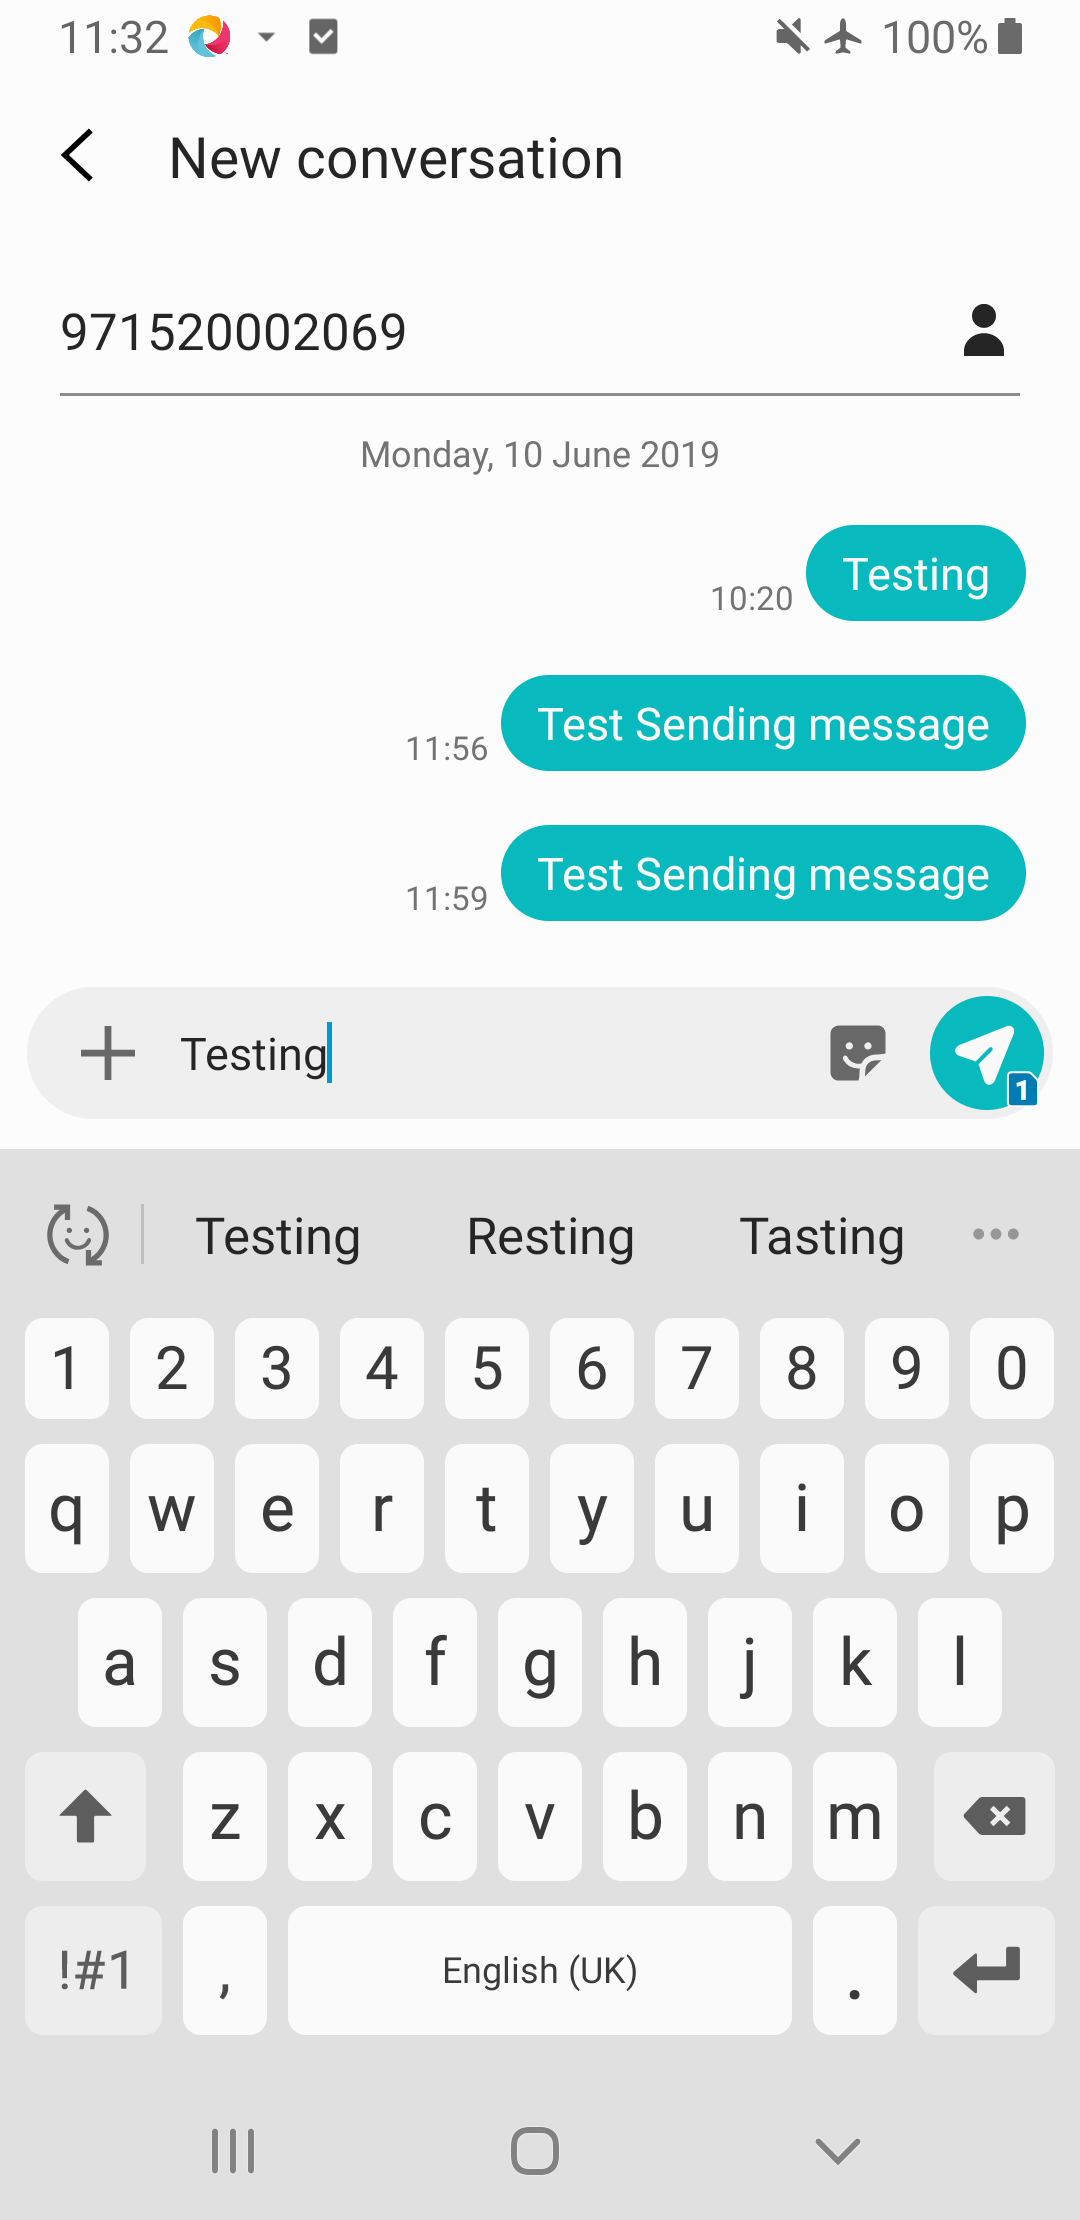 11:32 100%
New conversation
971520002069
Monday, 10 June 2019
Testing
10:20
Test Sending message
11:56
Test Sending message
11:59
Testing
1
Testing Resting Tasting
1 2 3 4 5 6 7 8 9 0
q w e r t y u i o p
a s d f g h j k l
z x c v b n m
!#1 , English (UK) .